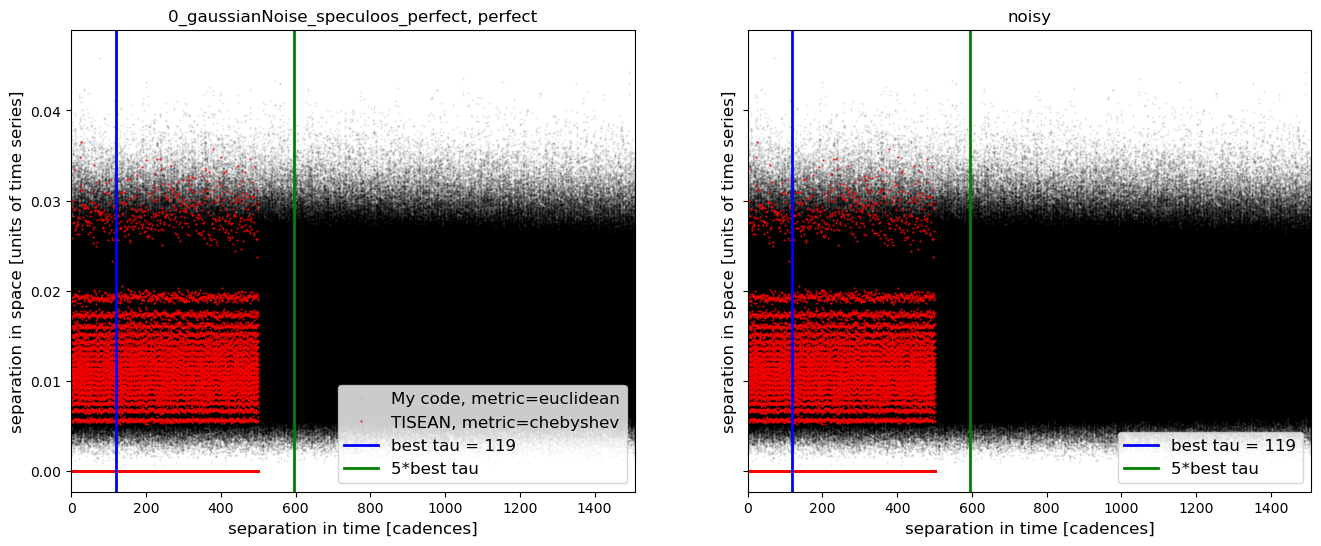 0_gaussianNoise_speculoos_perfect, perfect
separation in space [units of time series]
0.04
0.03
0.02
0.01
0.00
My code, metric=euclidean
TISEAN, metric=chebyshev
best tau = 119
5*best tau
0 200 400 600 800 1000 1200 1400
separation in time [cadences]
noisy
separation in space [units of time series]
best tau = 119
5*best tau
0 200 400 600 800 1000 1200 1400
separation in time [cadences]